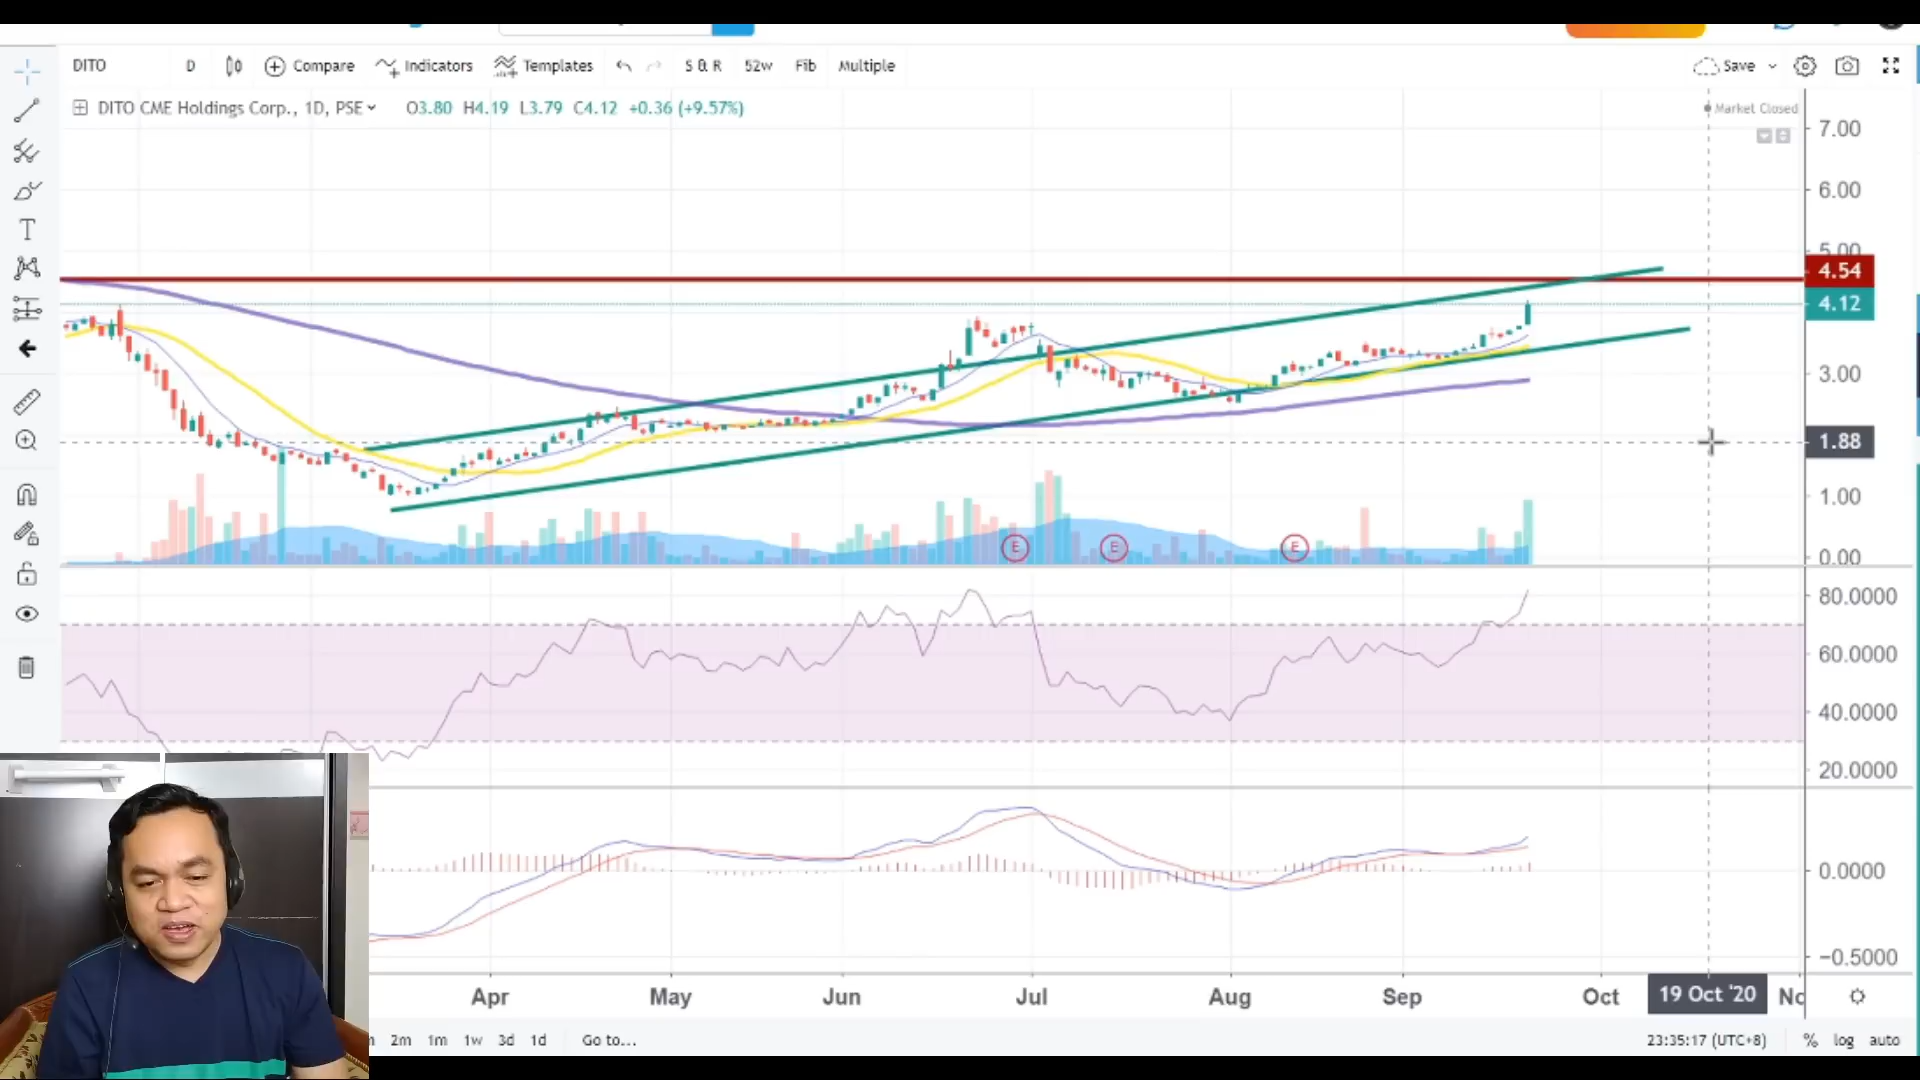 DITO D Compare Indicators Templates S & R 52w Fib Multiple Save
DITO CME Holdings Corp., 1D, PSE O3.80 H4.19 L3.79 C4.12 +0.36 (+9.57%)
Market Closed
7.00
6.00
5.00
4.54
4.12
3.00
1.88
1.00
0.00
E E E
80.0000
60.0000
40.0000
20.0000
0.0000
−0.5000
Apr May Jun Jul Aug Sep Oct 19 Oct '20
2m 1m 1w 3d 1d Go to... 23:35:17 (UTC+8) % log auto